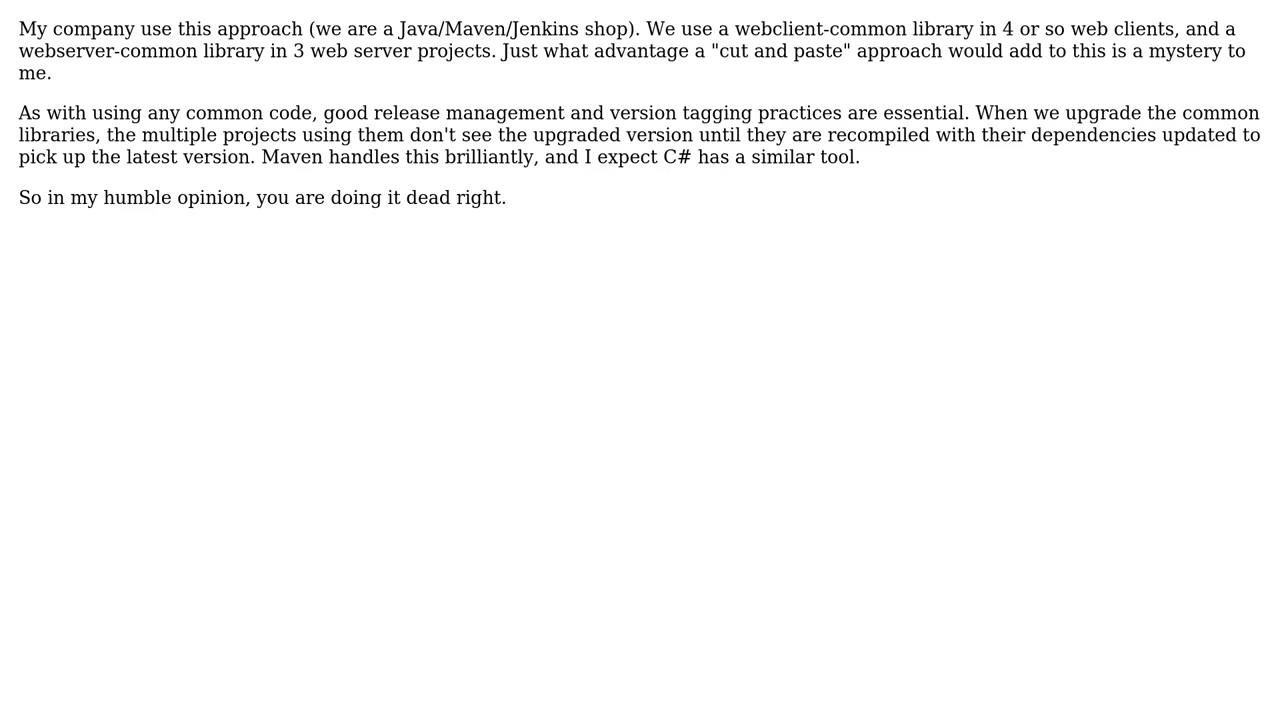 My company use this approach (we are a Java/Maven/Jenkins shop). We use a webclient-common library in 4 or so web clients, and a
webserver-common library in 3 web server projects. Just what advantage a "cut and paste" approach would add to this is a mystery to
me.
As with using any common code, good release management and version tagging practices are essential. When we upgrade the common
libraries, the multiple projects using them don't see the upgraded version until they are recompiled with their dependencies updated to
pick up the latest version. Maven handles this brilliantly, and I expect C# has a similar tool.
So in my humble opinion, you are doing it dead right.